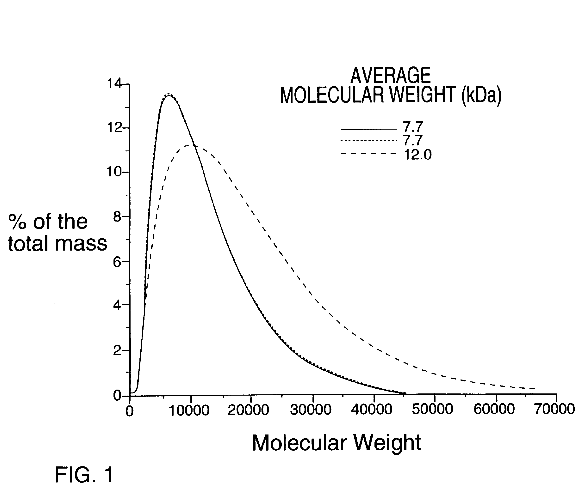 AVERAGE
MOLECULAR WEIGHT (kDa)
7.7
7.7
12.0
14
12
10
8
6
4
2
0
% of the
total mass
0 10000 20000 30000 40000 50000 60000 70000
Molecular Weight
FIG. 1